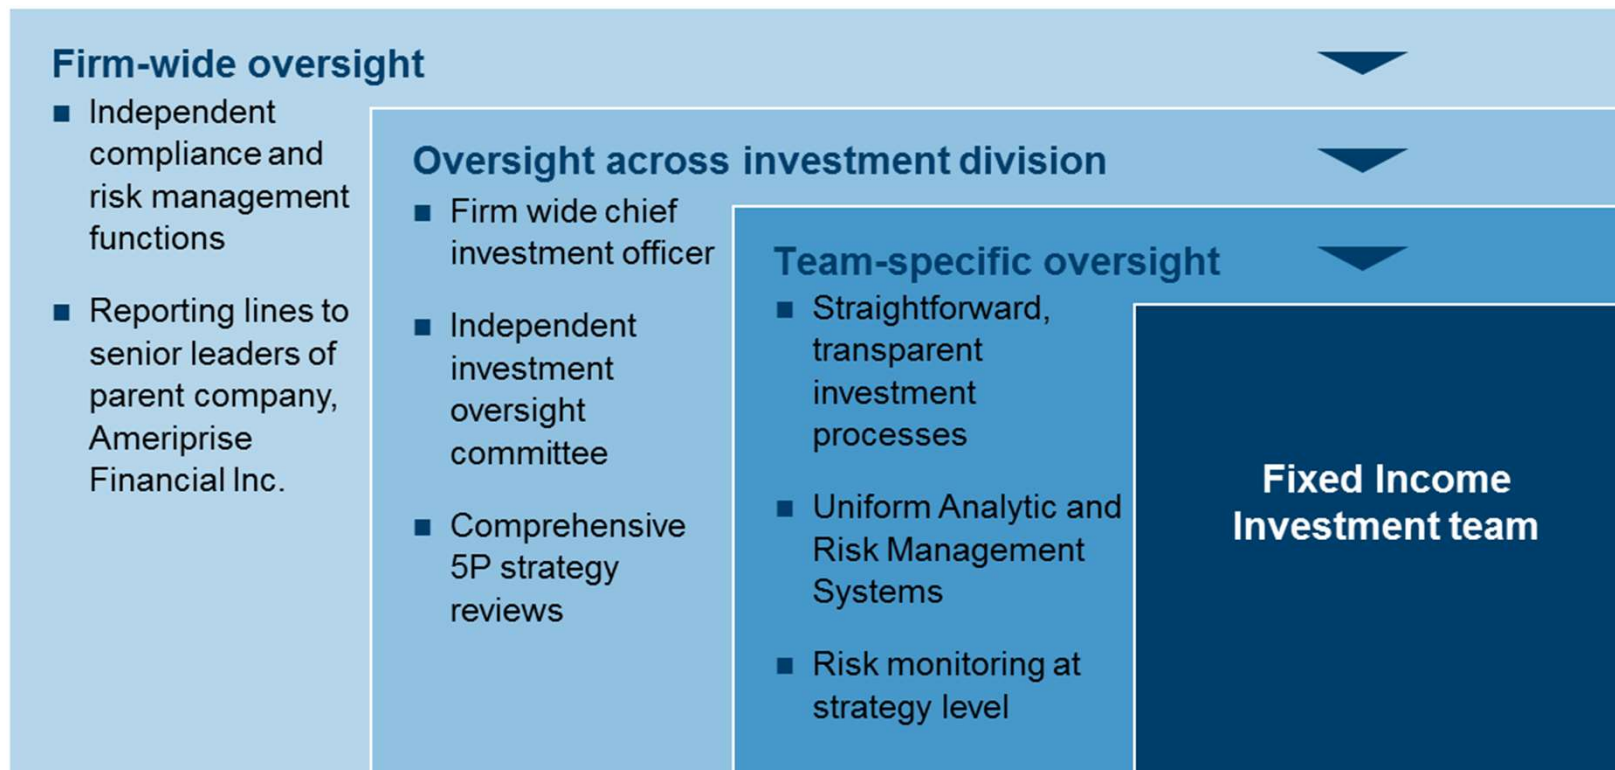 Firm-wide oversight
■ Independent
compliance and
risk management
functions
■ Reporting lines to
senior leaders of
parent company,
Ameriprise
Financial Inc.
Oversight across investment division
■ Firm wide chief
investment officer
■ Independent
investment
oversight
committee
■ Comprehensive
5P strategy
reviews
Team-specific oversight
■ Straightforward,
transparent
investment
processes
■ Uniform Analytic and
Risk Management
Systems
■ Risk monitoring at
strategy level
Fixed Income
Investment team